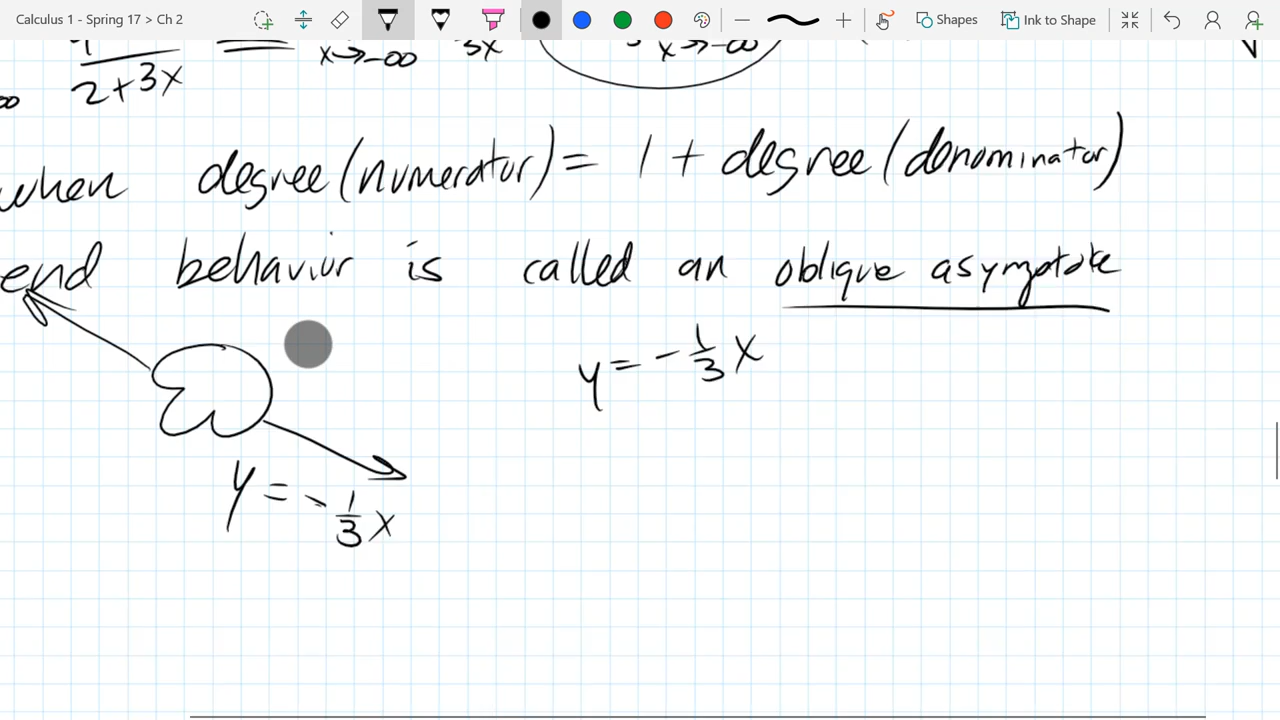 Calculus 1 - Spring 17 > Ch 2
Shapes
Ink to Shape
2+3x
x→-∞
3x
x→-∞
∞
when degree(numerator) = 1 + degree(denominator)
end behavior is called an oblique asymptote
y = -1/3 x
y = -1/3 x